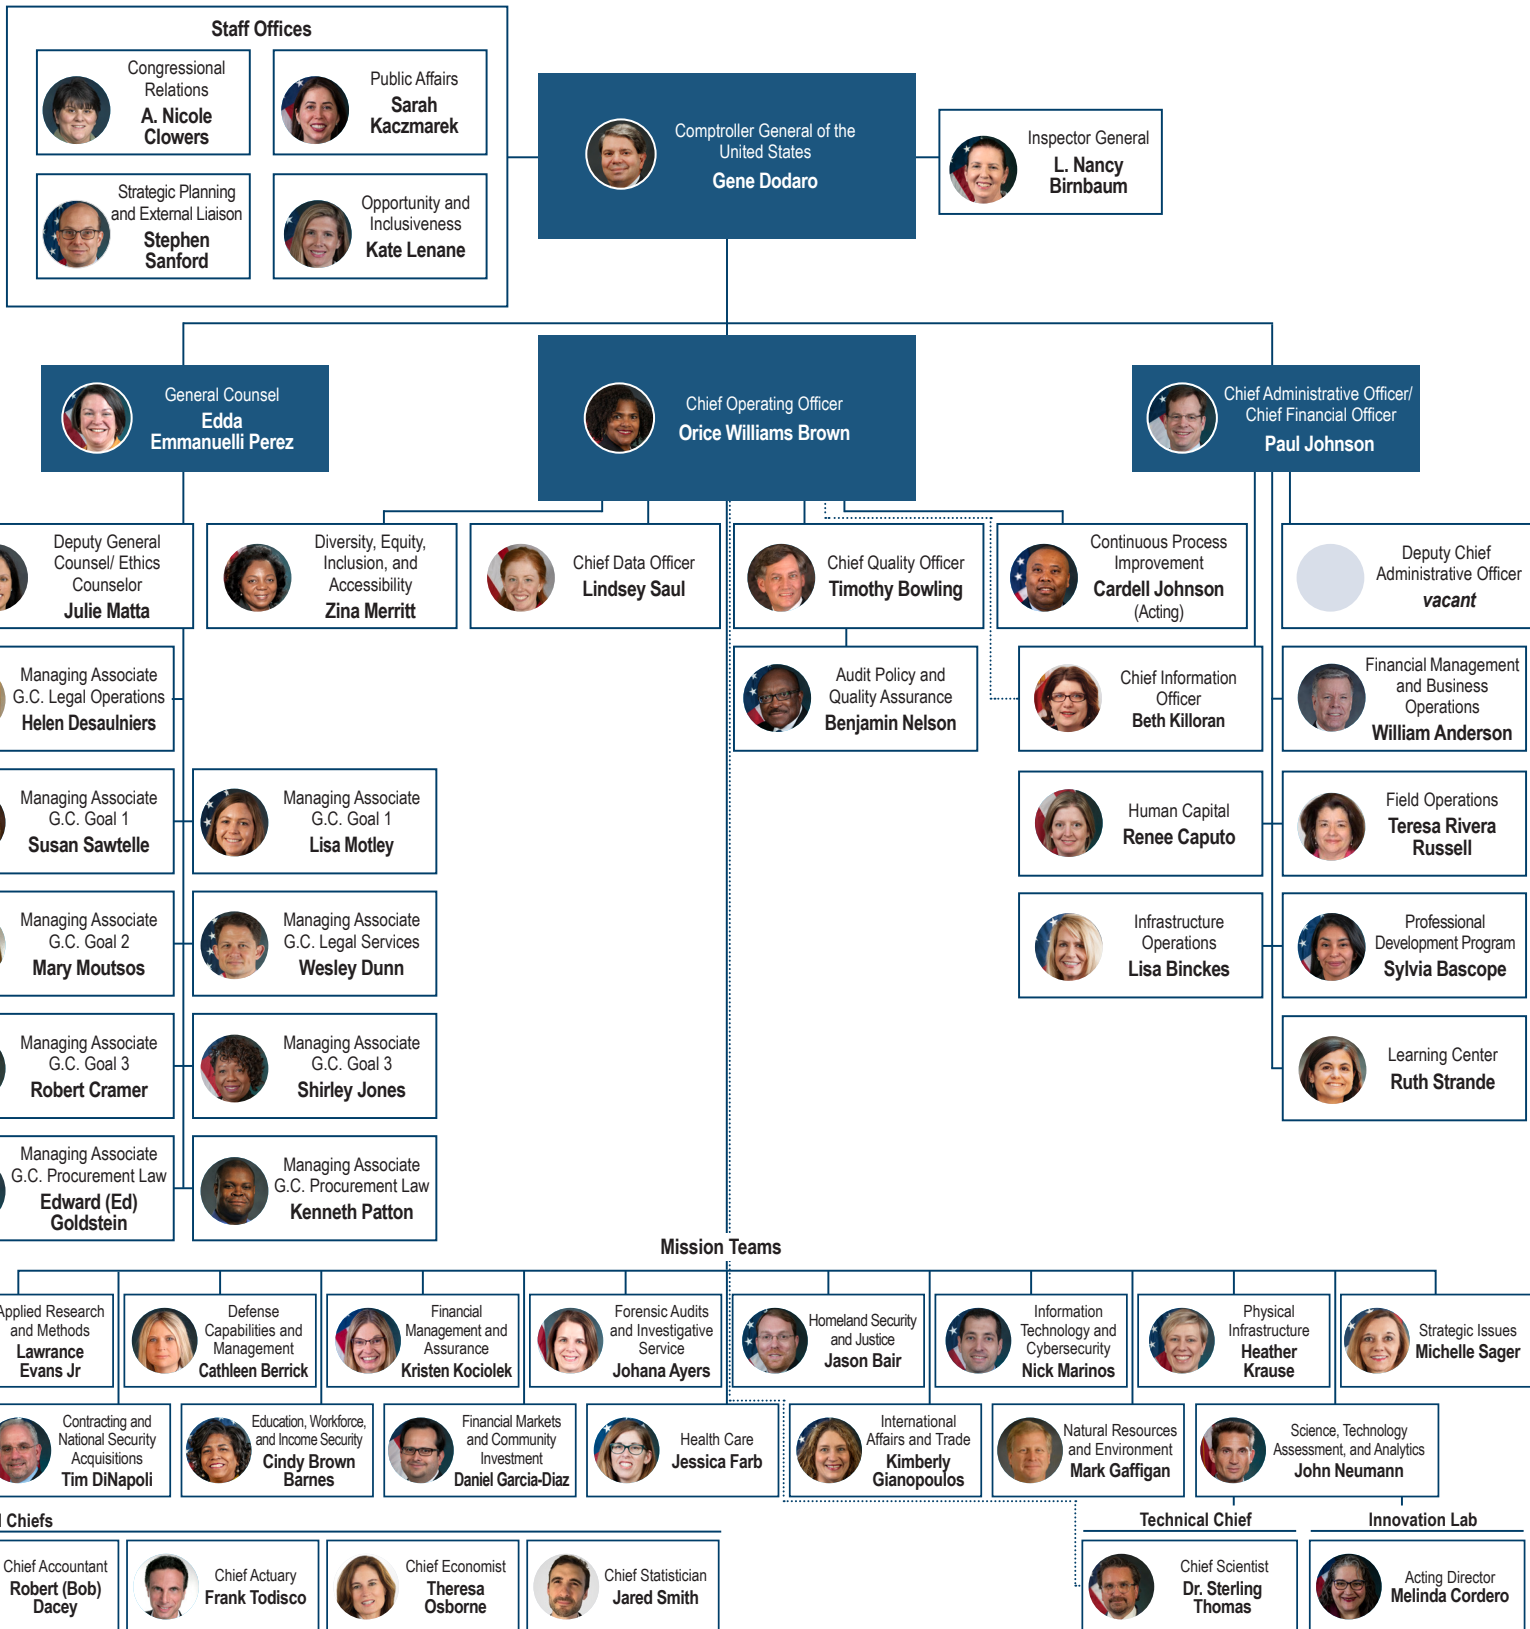 Staff Offices
Congressional
Relations
A. Nicole
Clowers
Public Affairs
Sarah
Kaczmarek
Strategic Planning
and External Liaison
Stephen
Sanford
Opportunity and
Inclusiveness
Kate Lenane
Comptroller General of the
United States
Gene Dodaro
Inspector General
L. Nancy
Birnbaum
General Counsel
Edda
Emmanuelli Perez
Chief Operating Officer
Orice Williams Brown
Chief Administrative Officer/
Chief Financial Officer
Paul Johnson
Deputy General
Counsel/ Ethics
Counselor
Julie Matta
Diversity, Equity,
Inclusion, and
Accessibility
Zina Merritt
Chief Data Officer
Lindsey Saul
Chief Quality Officer
Timothy Bowling
Continuous Process
Improvement
Cardell Johnson
(Acting)
Deputy Chief
Administrative Officer
vacant
Managing Associate
G.C. Legal Operations
Helen Desaulniers
Audit Policy and
Quality Assurance
Benjamin Nelson
Chief Information
Officer
Beth Killoran
Financial Management
and Business
Operations
William Anderson
Managing Associate
G.C. Goal 1
Susan Sawtelle
Managing Associate
G.C. Goal 1
Lisa Motley
Human Capital
Renee Caputo
Field Operations
Teresa Rivera
Russell
Managing Associate
G.C. Goal 2
Mary Moutsos
Managing Associate
G.C. Legal Services
Wesley Dunn
Infrastructure
Operations
Lisa Binckes
Professional
Development Program
Sylvia Bascope
Managing Associate
G.C. Goal 3
Robert Cramer
Managing Associate
G.C. Goal 3
Shirley Jones
Learning Center
Ruth Strande
Managing Associate
G.C. Procurement Law
Edward (Ed)
Goldstein
Managing Associate
G.C. Procurement Law
Kenneth Patton
Mission Teams
Applied Research
and Methods
Lawrance
Evans Jr
Defense
Capabilities and
Management
Cathleen Berrick
Financial
Management and
Assurance
Kristen Kociolek
Forensic Audits
and Investigative
Service
Johana Ayers
Homeland Security
and Justice
Jason Bair
Information
Technology and
Cybersecurity
Nick Marinos
Physical
Infrastructure
Heather
Krause
Strategic Issues
Michelle Sager
Contracting and
National Security
Acquisitions
Tim DiNapoli
Education, Workforce,
and Income Security
Cindy Brown
Barnes
Financial Markets
and Community
Investment
Daniel Garcia-Diaz
Health Care
Jessica Farb
International
Affairs and Trade
Kimberly
Gianopoulos
Natural Resources
and Environment
Mark Gaffigan
Science, Technology
Assessment, and Analytics
John Neumann
l Chiefs
Technical Chief
Innovation Lab
Chief Accountant
Robert (Bob)
Dacey
Chief Actuary
Frank Todisco
Chief Economist
Theresa
Osborne
Chief Statistician
Jared Smith
Chief Scientist
Dr. Sterling
Thomas
Acting Director
Melinda Cordero